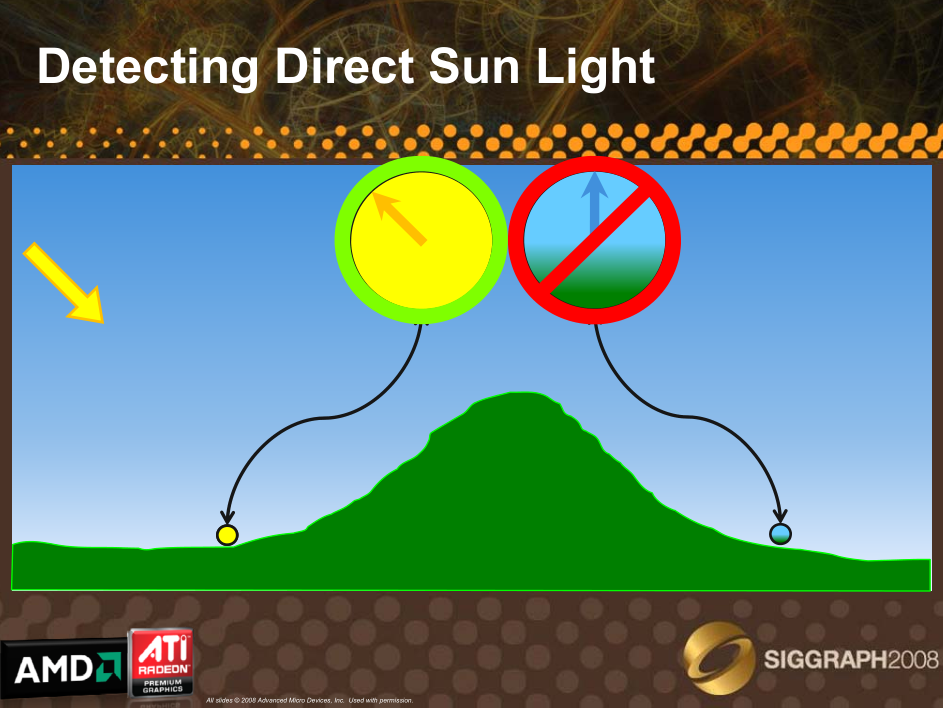 Detecting Direct Sun Light
AMD
ATI
RADEON
PREMIUM
GRAPHICS
SIGGRAPH2008
All slides © 2008 Advanced Micro Devices, Inc.  Used with permission.